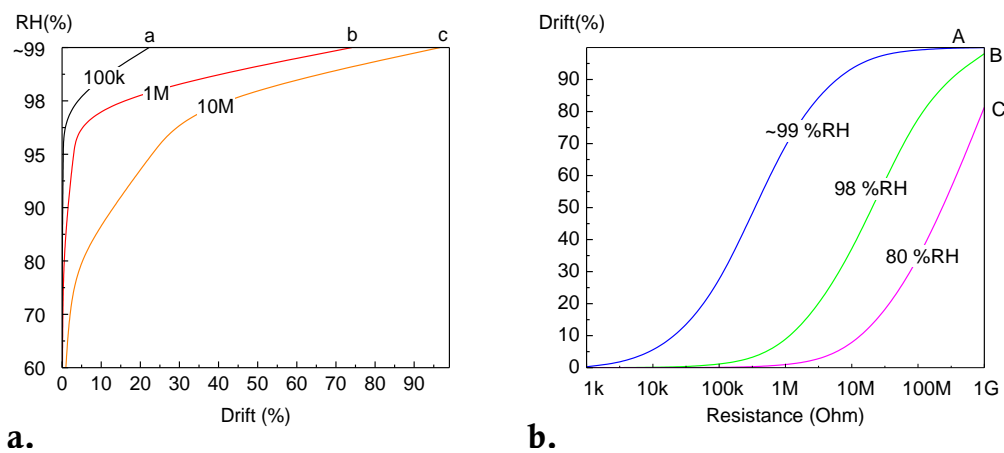 RH(%)
a b c
~99
98
95
90
80
70
60
100k
1M
10M
0 10 20 30 40 50 60 70 80 90
Drift (%)
a.
Drift(%)
A
B
C
90
80
70
60
50
40
30
20
10
0
~99 %RH
98 %RH
80 %RH
1k 10k 100k 1M 10M 100M 1G
Resistance (Ohm)
b.